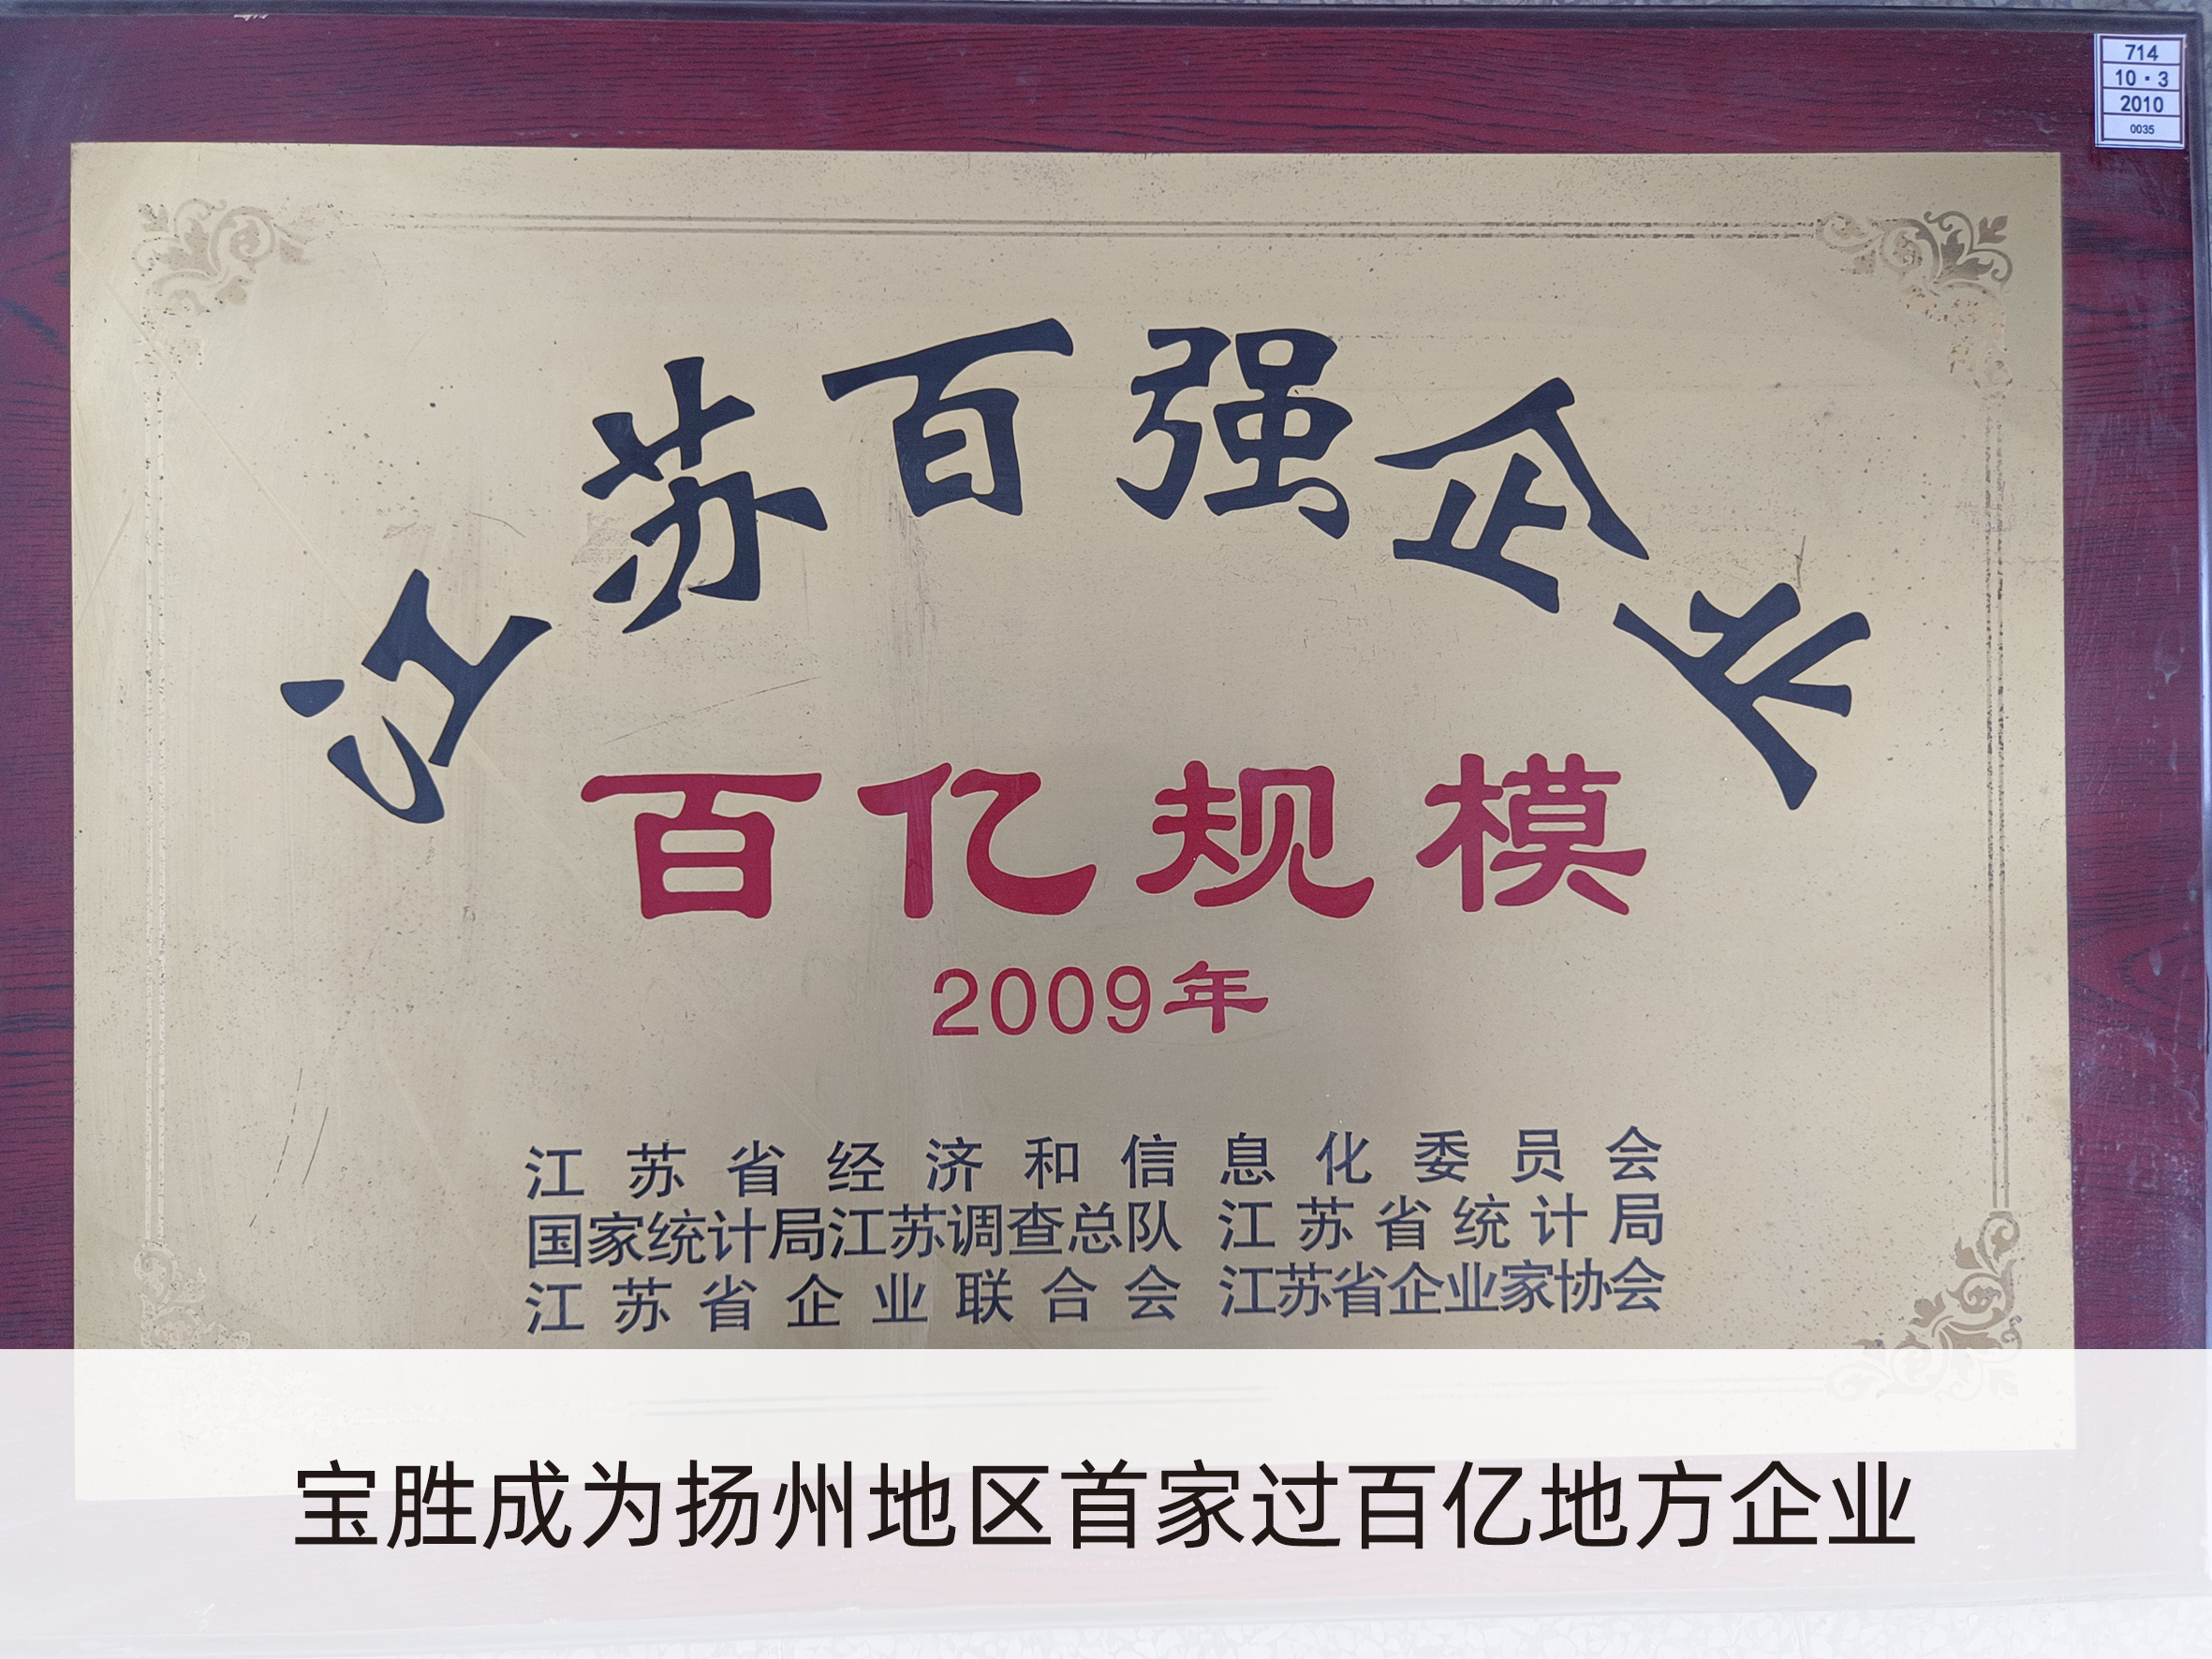 714
10·3
2010
0035
江苏百强企业
百亿规模
2009年
江苏省经济和信息化委员会
国家统计局江苏调查总队 江苏省统计局
江苏省企业联合会 江苏省企业家协会
宝胜成为扬州地区首家过百亿地方企业